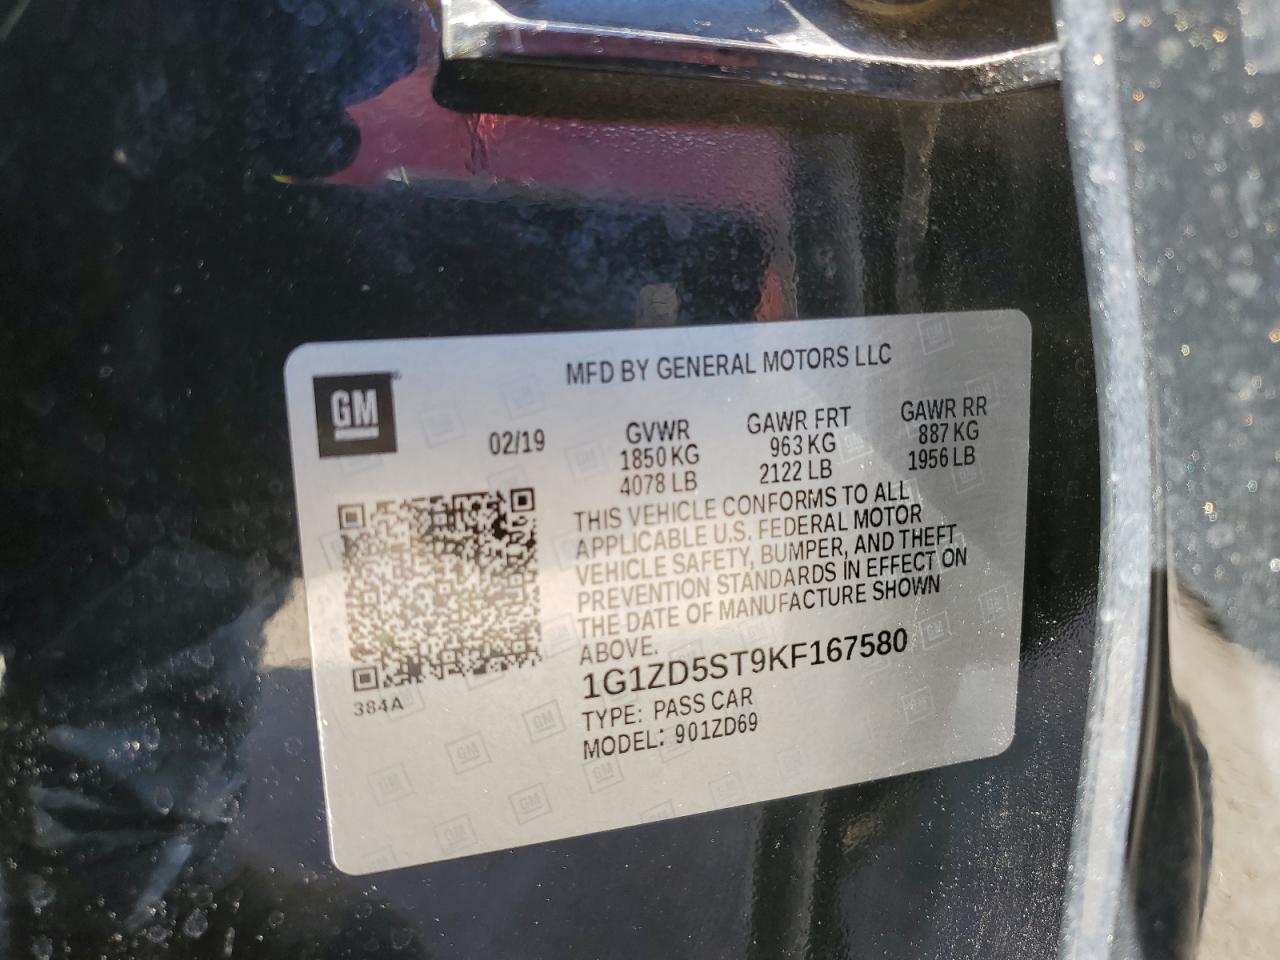 MFD BY GENERAL MOTORS LLC
GM
02/19
GVWR
1850 KG
4078 LB
GAWR FRT
963 KG
2122 LB
GAWR RR
887 KG
1956 LB
THIS VEHICLE CONFORMS TO ALL
APPLICABLE U.S. FEDERAL MOTOR
VEHICLE SAFETY, BUMPER, AND THEFT
PREVENTION STANDARDS IN EFFECT ON
THE DATE OF MANUFACTURE SHOWN
ABOVE.
1G1ZD5ST9KF167580
TYPE: PASS CAR
MODEL: 901ZD69
384A